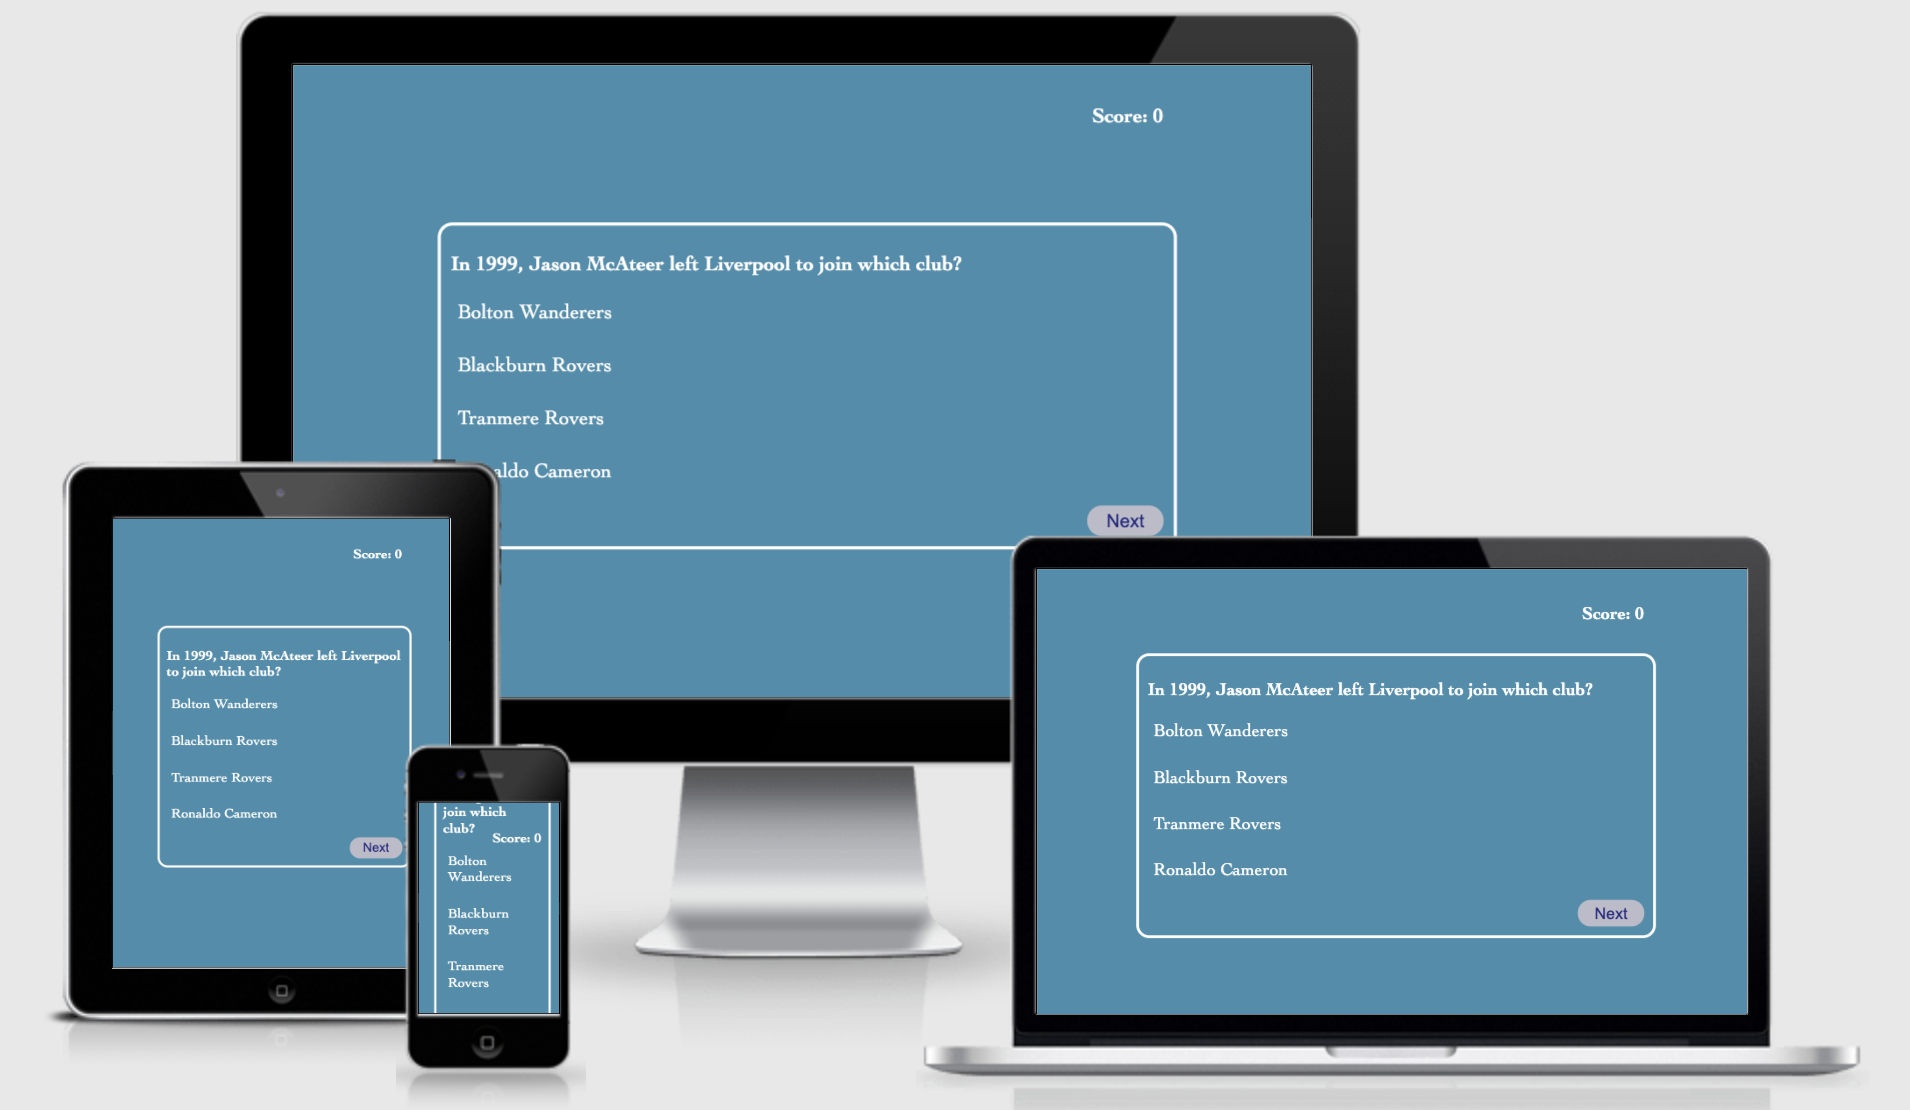 Score: 0
In 1999, Jason McAteer left Liverpool to join which club?
Bolton Wanderers
Blackburn Rovers
Tranmere Rovers
Cameron
Next
Score: 0
In 1999, Jason McAteer left Liverpool
to join which club?
Bolton Wanderers
Blackburn Rovers
Tranmere Rovers
Ronaldo Cameron
Next
join which
club?
Score: 0
Bolton
Wanderers
Blackburn
Rovers
Tranmere
Rovers
Score: 0
In 1999, Jason McAteer left Liverpool to join which club?
Bolton Wanderers
Blackburn Rovers
Tranmere Rovers
Ronaldo Cameron
Next